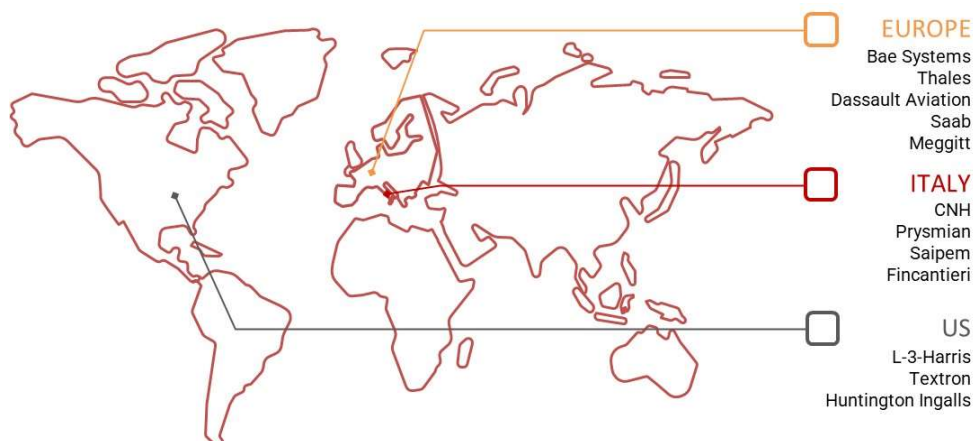 EUROPE
Bae Systems
Thales
Dassault Aviation
Saab
Meggitt
ITALY
CNH
Prysmian
Saipem
Fincantieri
US
L-3-Harris
Textron
Huntington Ingalls